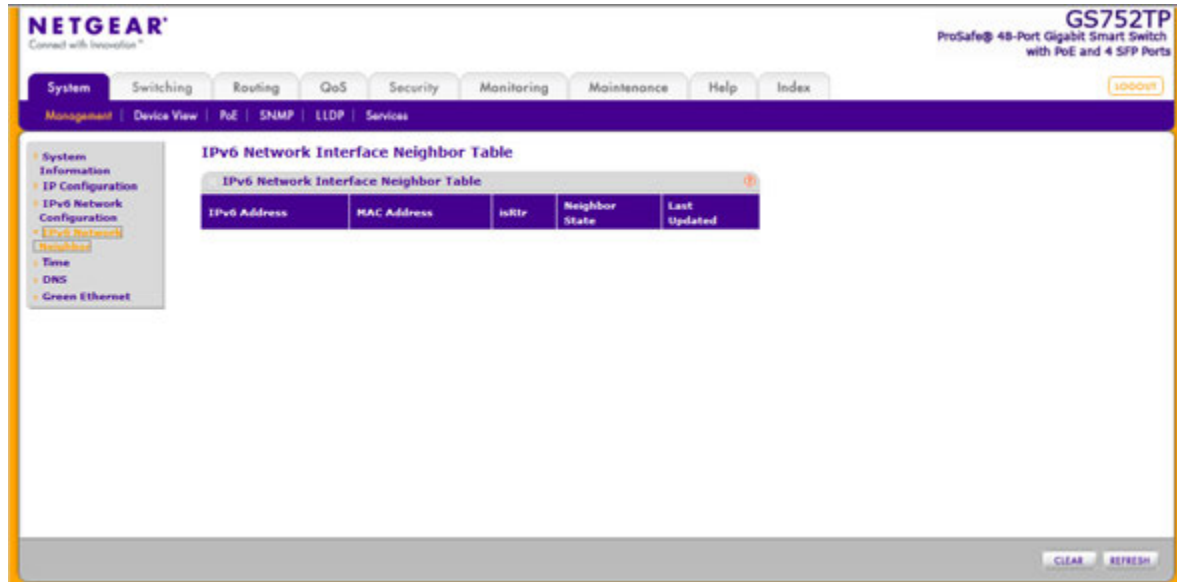 NETGEAR®
Connect with Innovation™
GS752TP
ProSafe® 48-Port Gigabit Smart Switch
with PoE and 4 SFP Ports
System Switching Routing QoS Security Monitoring Maintenance Help Index
LOGOUT
Management | Device View | PoE | SNMP | LLDP | Services
System
Information
IP Configuration
IPv6 Network
Configuration
IPv6 Network
Neighbor
Time
DNS
Green Ethernet
IPv6 Network Interface Neighbor Table
IPv6 Network Interface Neighbor Table ?
IPv6 Address MAC Address isRtr Neighbor State Last Updated
CLEAR REFRESH